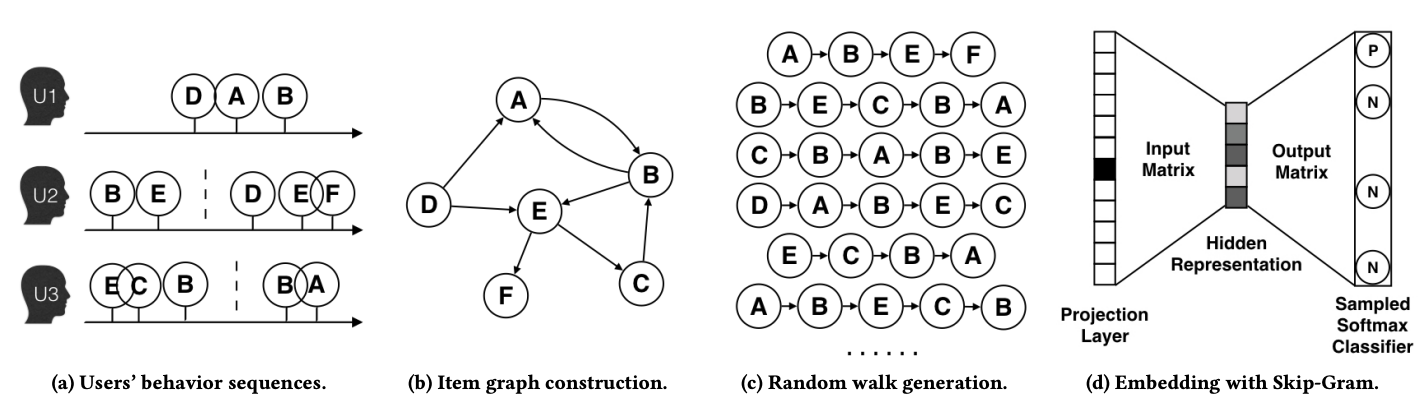 U1
D A B
U2
B E D E F
U3
E C B B A
(a) Users' behavior sequences.
A
B
D
E
F
C
(b) Item graph construction.
A B E F
B E C B A
C B A B E
D A B E C
E C B A
A B E C B
. . . . . .
(c) Random walk generation.
Input
Matrix
Output
Matrix
Hidden
Representation
Projection
Layer
P
N
N
N
Sampled
Softmax
Classifier
(d) Embedding with Skip-Gram.